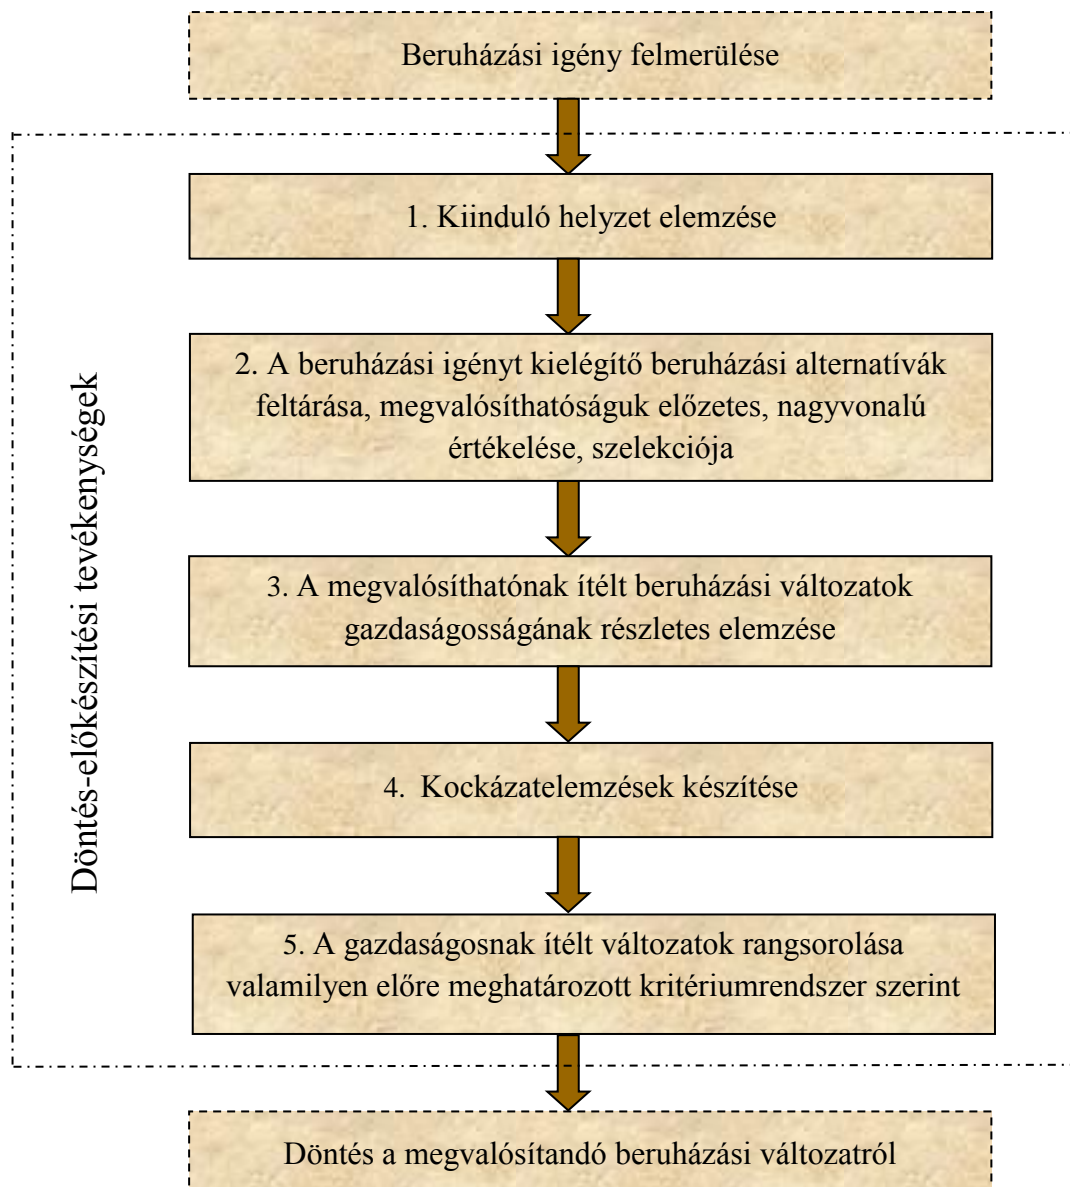 Beruházási igény felmerülése
1. Kiinduló helyzet elemzése
2. A beruházási igényt kielégítő beruházási alternatívák
feltárása, megvalósíthatóságuk előzetes, nagyvonalú
értékelése, szelekciója
3. A megvalósíthatónak ítélt beruházási változatok
gazdaságosságának részletes elemzése
4. Kockázatelemzések készítése
5. A gazdaságosnak ítélt változatok rangsorolása
valamilyen előre meghatározott kritériumrendszer szerint
Döntés a megvalósítandó beruházási változatról
Döntés-előkészítési tevékenységek